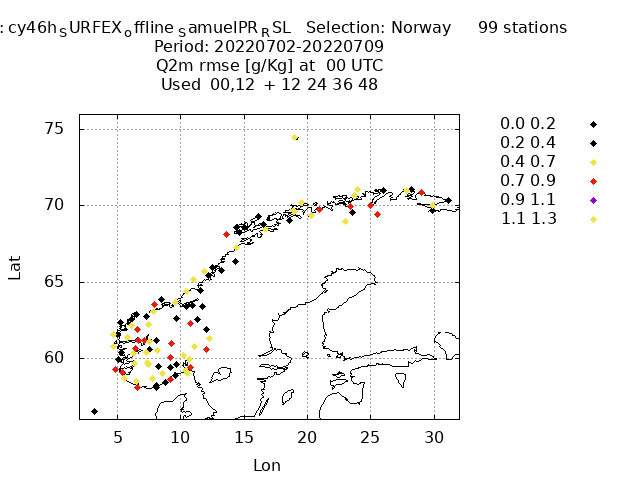 : cy46hSURFEXoffline SamuelPRRSL Selection: Norway 99 stations
Period: 20220702-20220709
Q2m rmse [g/Kg] at 00 UTC
Used 00,12 + 12 24 36 48
75
70
65
60
5 10 15 20 25 30
Lat
Lon
0.0 0.2
0.2 0.4
0.4 0.7
0.7 0.9
0.9 1.1
1.1 1.3